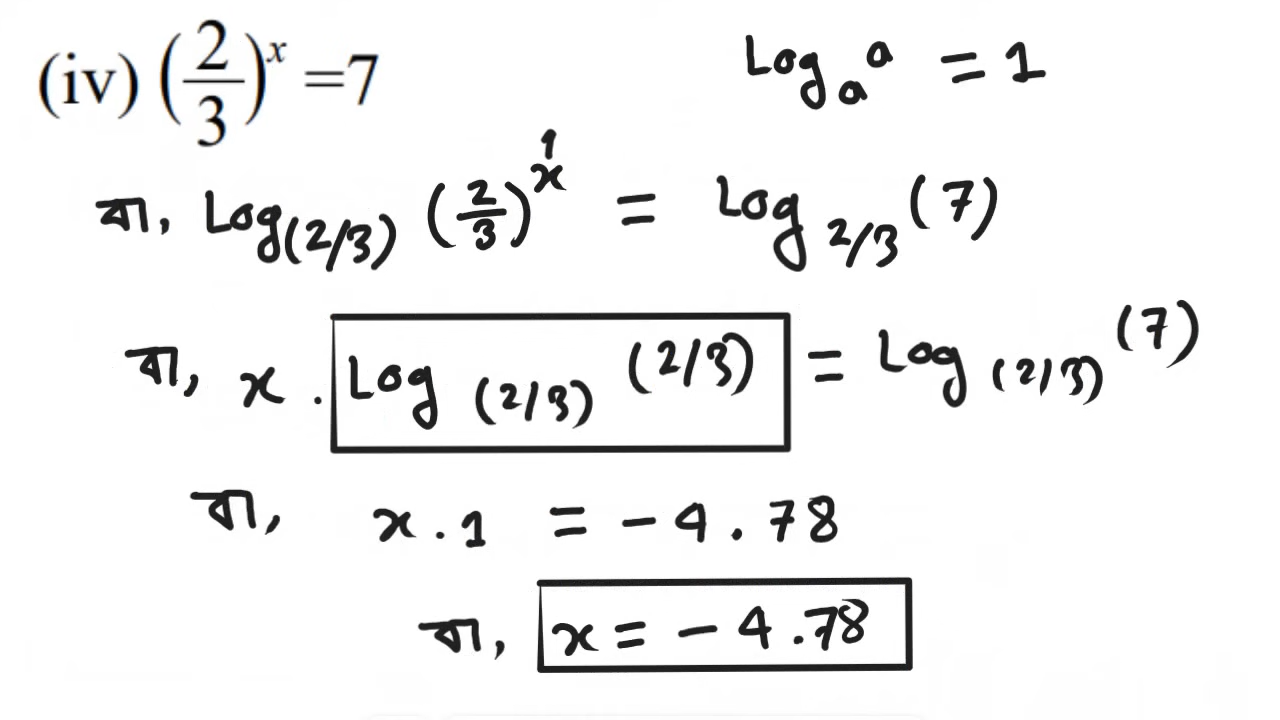 (iv) (2/3)^x =7
Log_a a = 1
বা, Log_(2/3) (2/3)^x = Log_2/3 (7)
বা, x . Log_(2/3) (2/3) = Log_(2/3) (7)
বা, x . 1 = - 4 . 78
বা, x = - 4 .78